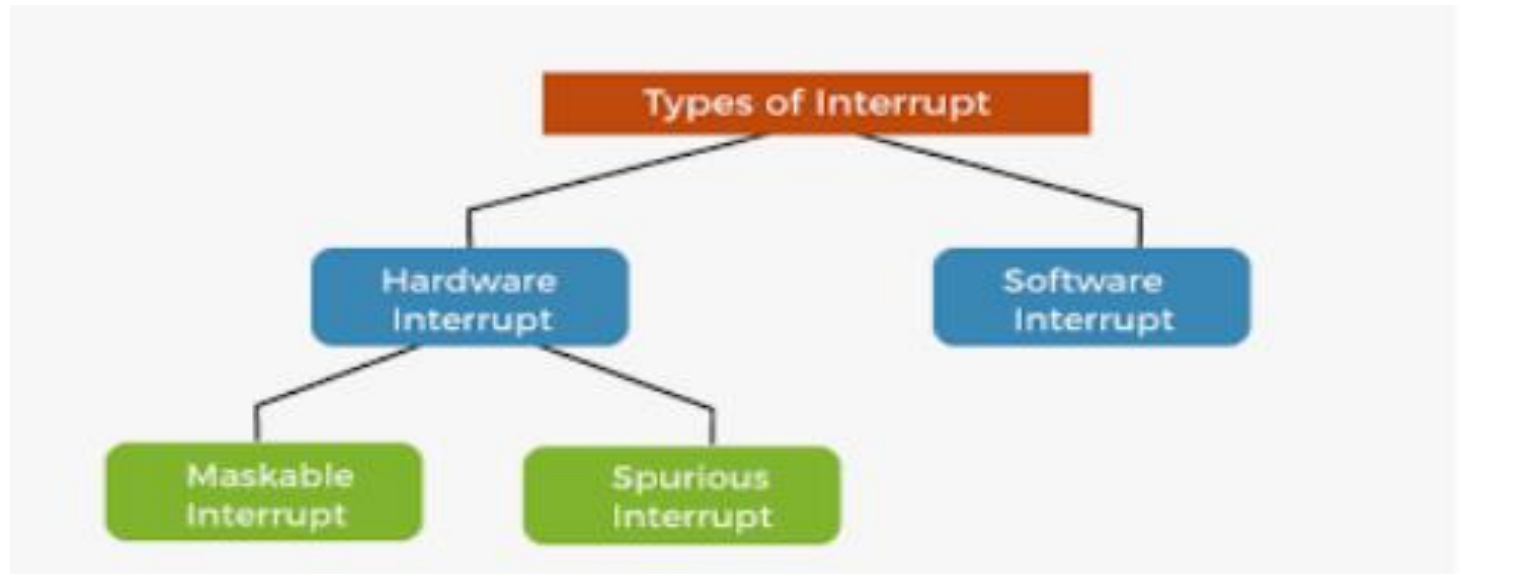 Types of Interrupt
Hardware
Interrupt
Software
Interrupt
Maskable
Interrupt
Spurious
Interrupt